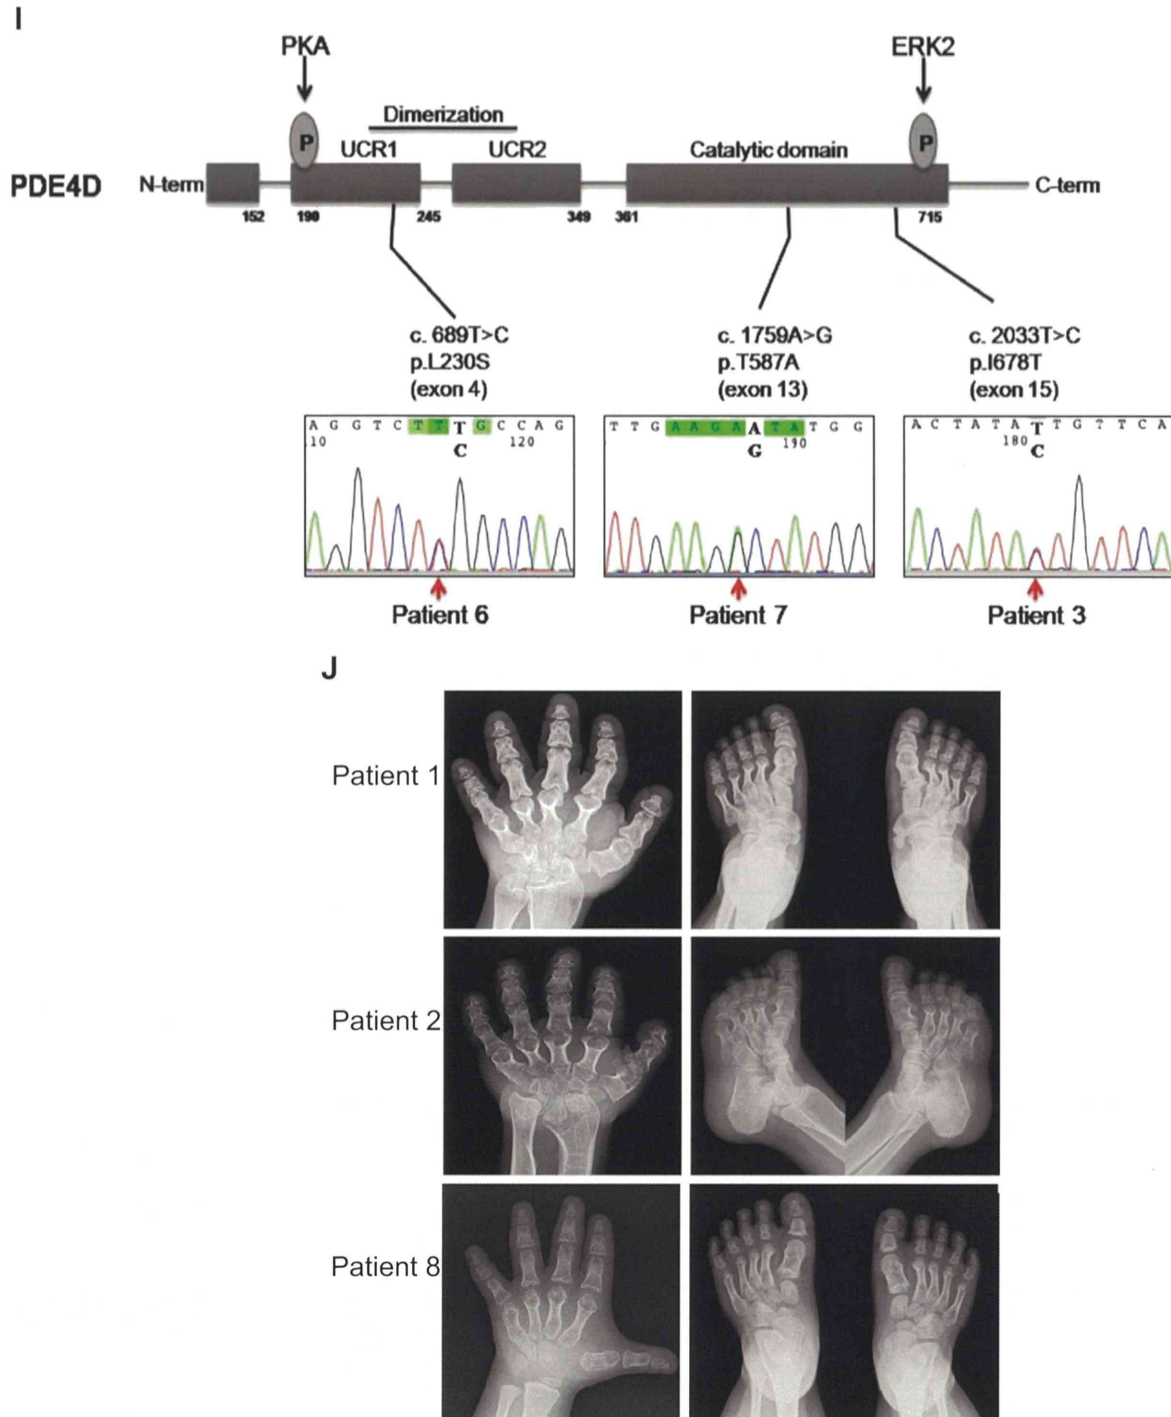 I
PKA
ERK2
Dimerization
P
P
UCR1
UCR2
Catalytic domain
PDE4D
N-term
C-term
152
190
245
349
361
715
c. 689T>C
p.L230S
(exon 4)
c. 1759A>G
p.T587A
(exon 13)
c. 2033T>C
p.I678T
(exon 15)
A G G T C T T T G C C A G
10
120
C
T T G A A G A A T A T G G
190
G
A C T A T A T T G T T C A
180
C
Patient 6
Patient 7
Patient 3
J
Patient 1
Patient 2
Patient 8